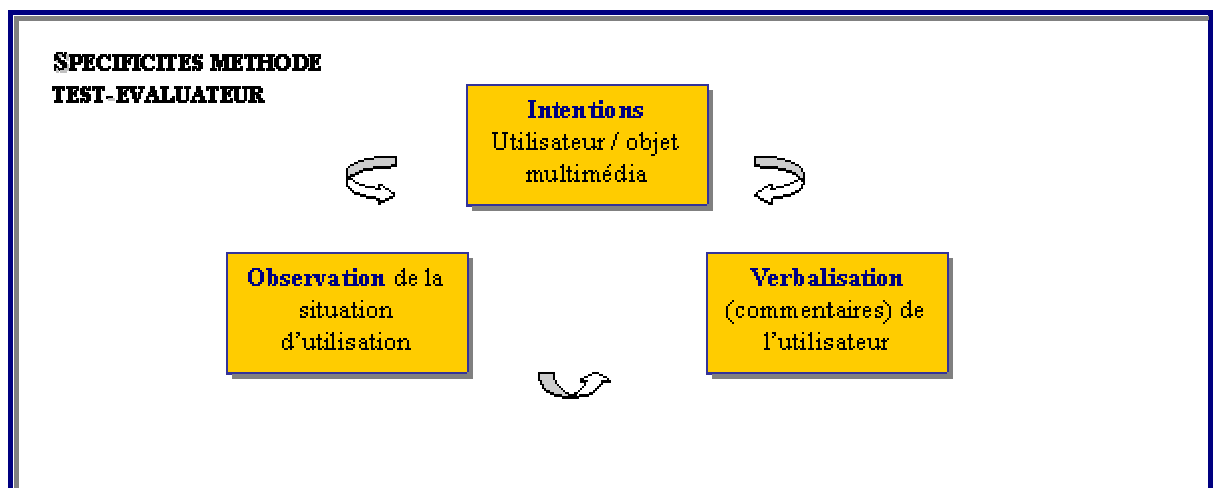 SPECIFICITES METHODE
TEST-EVALUATEUR
Intentions
Utilisateur / objet
multimédia
Observation de la
situation
d'utilisation
Verbalisation
(commentaires) de
l'utilisateur